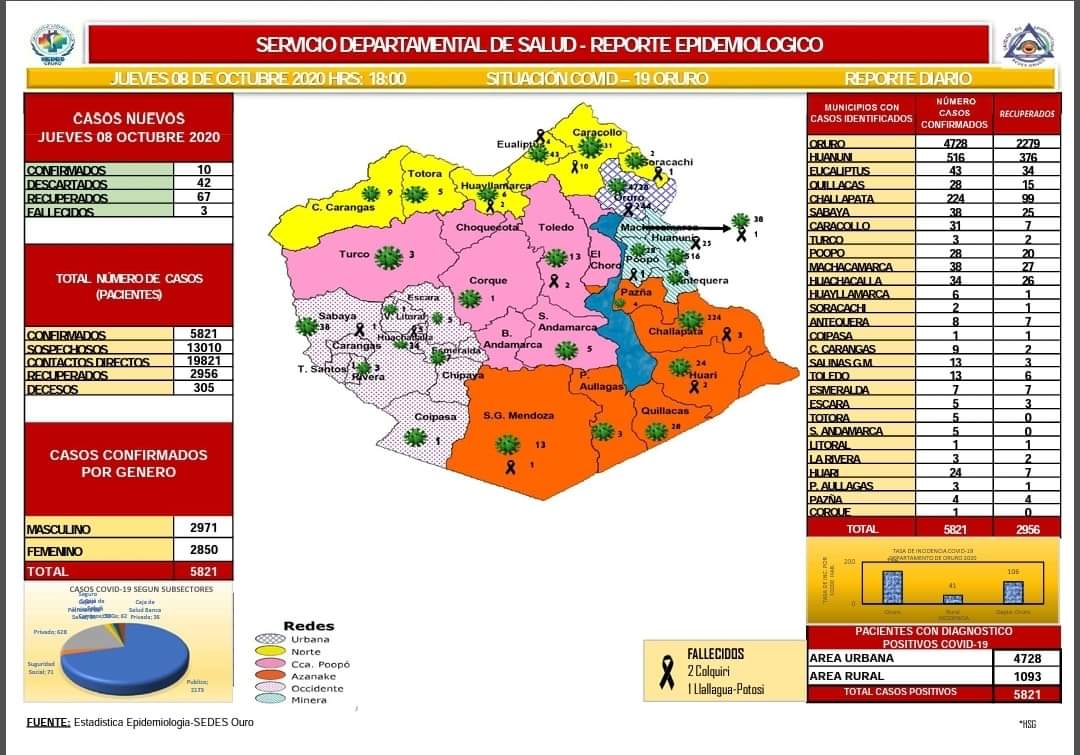 SERVICIO DEPARTAMENTAL DE SALUD - REPORTE EPIDEMIOLOGICO
JUEVES 08 DE OCTUBRE 2020 HRS: 18:00 SITUACIÓN COVID – 19 ORURO REPORTE DIARIO
CASOS NUEVOS
JUEVES 08 OCTUBRE 2020
CONFIRMADOS 10
DESCARTADOS 42
RECUPERADOS 67
FALLECIDOS 3
TOTAL NÚMERO DE CASOS
(PACIENTES)
CONFIRMADOS 5821
SOSPECHOSOS 13010
CONTACTOS DIRECTOS 19821
RECUPERADOS 2956
DECESOS 305
CASOS CONFIRMADOS
POR GENERO
MASCULINO 2971
FEMENINO 2850
TOTAL 5821
CASOS COVID-19 SEGUN SUBSECTORES
Caja de
Salud Banca
Privada; 36
Privado; 628
Suguridad
Social; 71
Publico;
Caracollo
31
10
Eualiptus
43
Soracachi
2
1
Totora
5
Huayllamarca
6
2
C. Carangas
9
Oruro
4728
244
Choquecota
Toledo
13
2
Machacamarca
38
1
Huanuni
25
516
Turco
3
El
Choro
Poopó
28
1
Antequera
8
Corque
1
Pazña
4
Escara
Sabaya
38
1
V. Litoral
5
Carangas
Huachacalla
34
Esmeralda
7
T. Santos
3
Rivera
Chipaya
B.
Andamarca
S.
Andamarca
5
Challapata
224
3
24
Huari
2
P.
Aullagas
3
Quillacas
28
Coipasa
1
S.G. Mendoza
13
1
Redes
Urbana
Norte
Cca. Poopó
Azanake
Occidente
Minera
FALLECIDOS
2 Colquiri
1 Llallagua-Potosi
MUNICIPIOS CON CASOS IDENTIFICADOS NÚMERO CASOS CONFIRMADOS RECUPERADOS
ORURO 4728 2279
HUANUNI 516 376
EUCALIPTUS 43 34
QUILLACAS 28 15
CHALLAPATA 224 99
SABAYA 38 25
CARACOLLO 31 7
TURCO 3 2
POOPO 28 20
MACHACAMARCA 38 27
HUACHACALLA 34 26
HUAYLLAMARCA 6 1
SORACACHI 2 1
ANTEQUERA 8 7
COIPASA 1 1
C. CARANGAS 9 2
SALINAS G.M. 13 3
TOLEDO 13 6
ESMERALDA 7 7
ESCARA 5 3
TOTORA 5 0
S. ANDAMARCA 5 0
LITORAL 1 1
LA RIVERA 3 2
HUARI 24 7
P. AULLAGAS 3 1
PAZÑA 4 4
CORQUE 1 0
TOTAL 5821 2956
TASA DE INCIDENCIA COVID-19
DEPARTAMENTO DE ORURO 2020
200
0
41
106
Oruro
Rural
Depto. Oruro
INCIDENCIA
PACIENTES CON DIAGNOSTICO
POSITIVOS COVID-19
AREA URBANA 4728
AREA RURAL 1093
TOTAL CASOS POSITIVOS 5821
FUENTE: Estadistica Epidemiologia-SEDES Ouro
*HSG